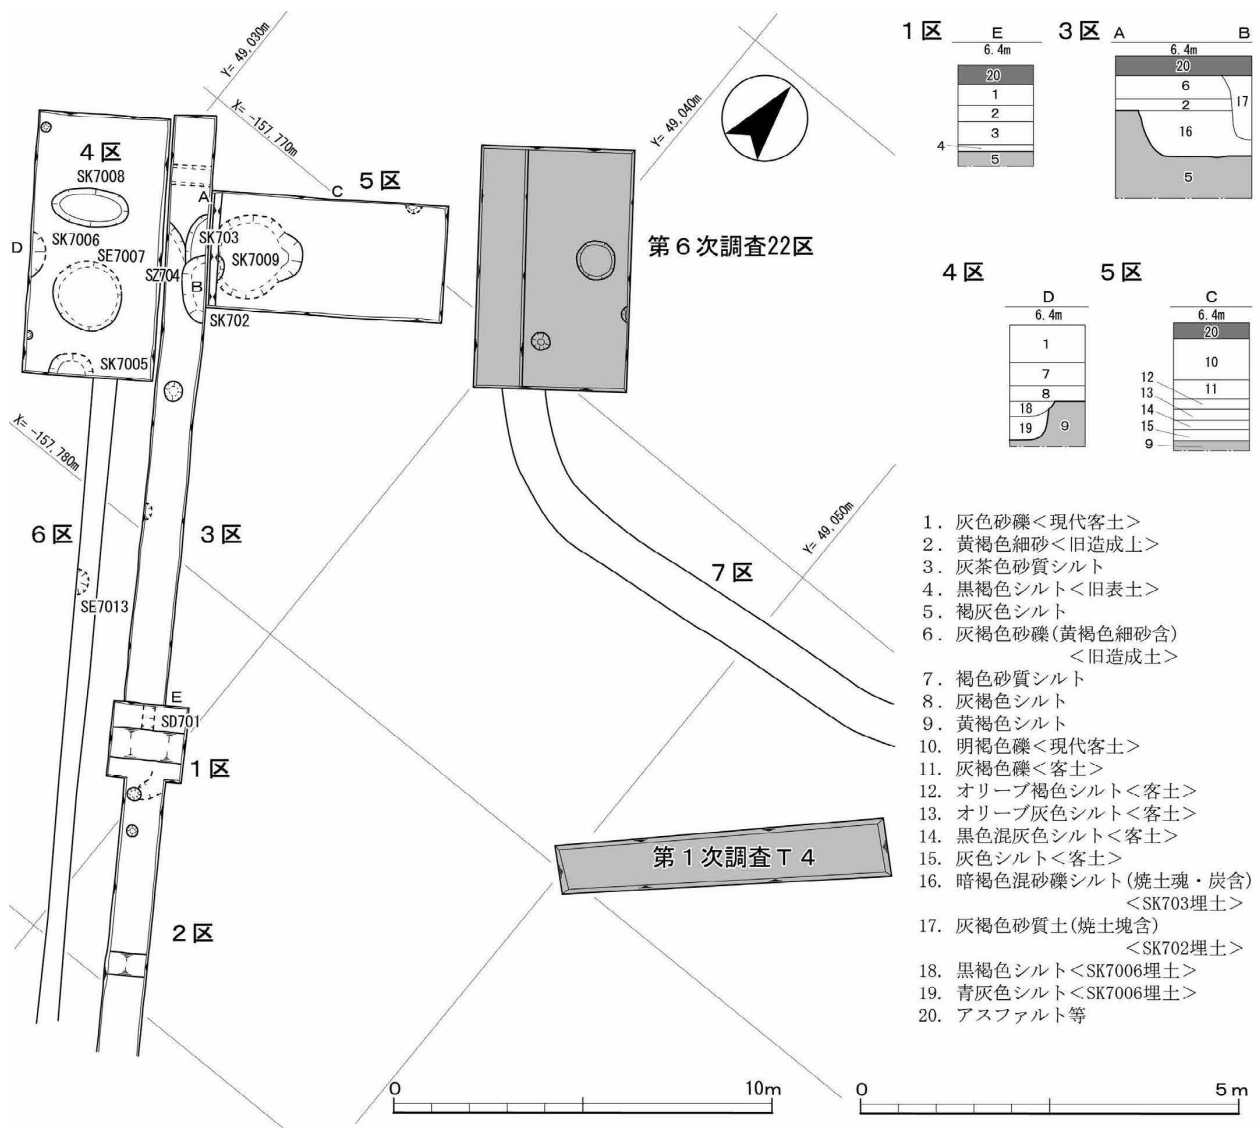 Y= 49,030m
X= -157,770m
Y= 49,040m
4区
SK7008
5区
C
A
SK7006
D
SE7007
SK703
SK7009
SZ704
B
SK702
SK7005
第6次調査22区
X= -157,780m
Y= 49,050m
6区
3区
7区
SE7013
E
SD701
1区
2区
第1次調査T4
1区
E
6.4m
20
1
2
3
4
5
3区
A
B
6.4m
20
6
2
17
16
5
4区
D
6.4m
1
7
8
18
19
9
5区
C
6.4m
20
10
11
12
13
14
15
9
1. 灰色砂礫<現代客土>
2. 黄褐色細砂<旧造成上>
3. 灰茶色砂質シルト
4. 黒褐色シルト<旧表土>
5. 褐灰色シルト
6. 灰褐色砂礫(黄褐色細砂含)
<旧造成土>
7. 褐色砂質シルト
8. 灰褐色シルト
9. 黄褐色シルト
10. 明褐色礫<現代客土>
11. 灰褐色礫<客土>
12. オリーブ褐色シルト<客土>
13. オリーブ灰色シルト<客土>
14. 黒色混灰色シルト<客土>
15. 灰色シルト<客土>
16. 暗褐色混砂礫シルト(焼土魂・炭含)
<SK703埋土>
17. 灰褐色砂質土(焼土塊含)
<SK702埋土>
18. 黒褐色シルト<SK7006埋土>
19. 青灰色シルト<SK7006埋土>
20. アスファルト等
0 10m
0 5m